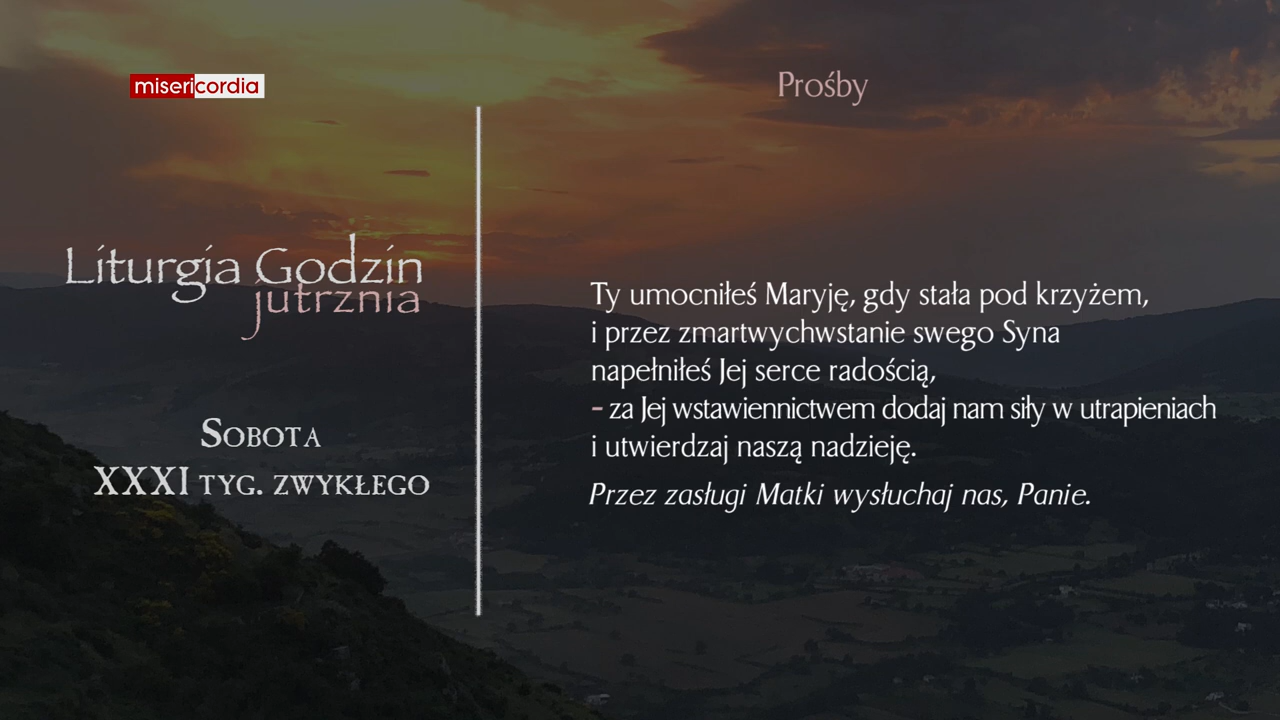 misericordia
Liturgia Godzin
jutrznia
Sobota
XXXI tyg. zwykłego
Prośby
Ty umocniłeś Maryję, gdy stała pod krzyżem,
i przez zmartwychwstanie swego Syna
napełniłeś Jej serce radością,
- za Jej wstawiennictwem dodaj nam siły w utrapieniach
i utwierdzaj naszą nadzieję.
Przez zasługi Matki wysłuchaj nas, Panie.